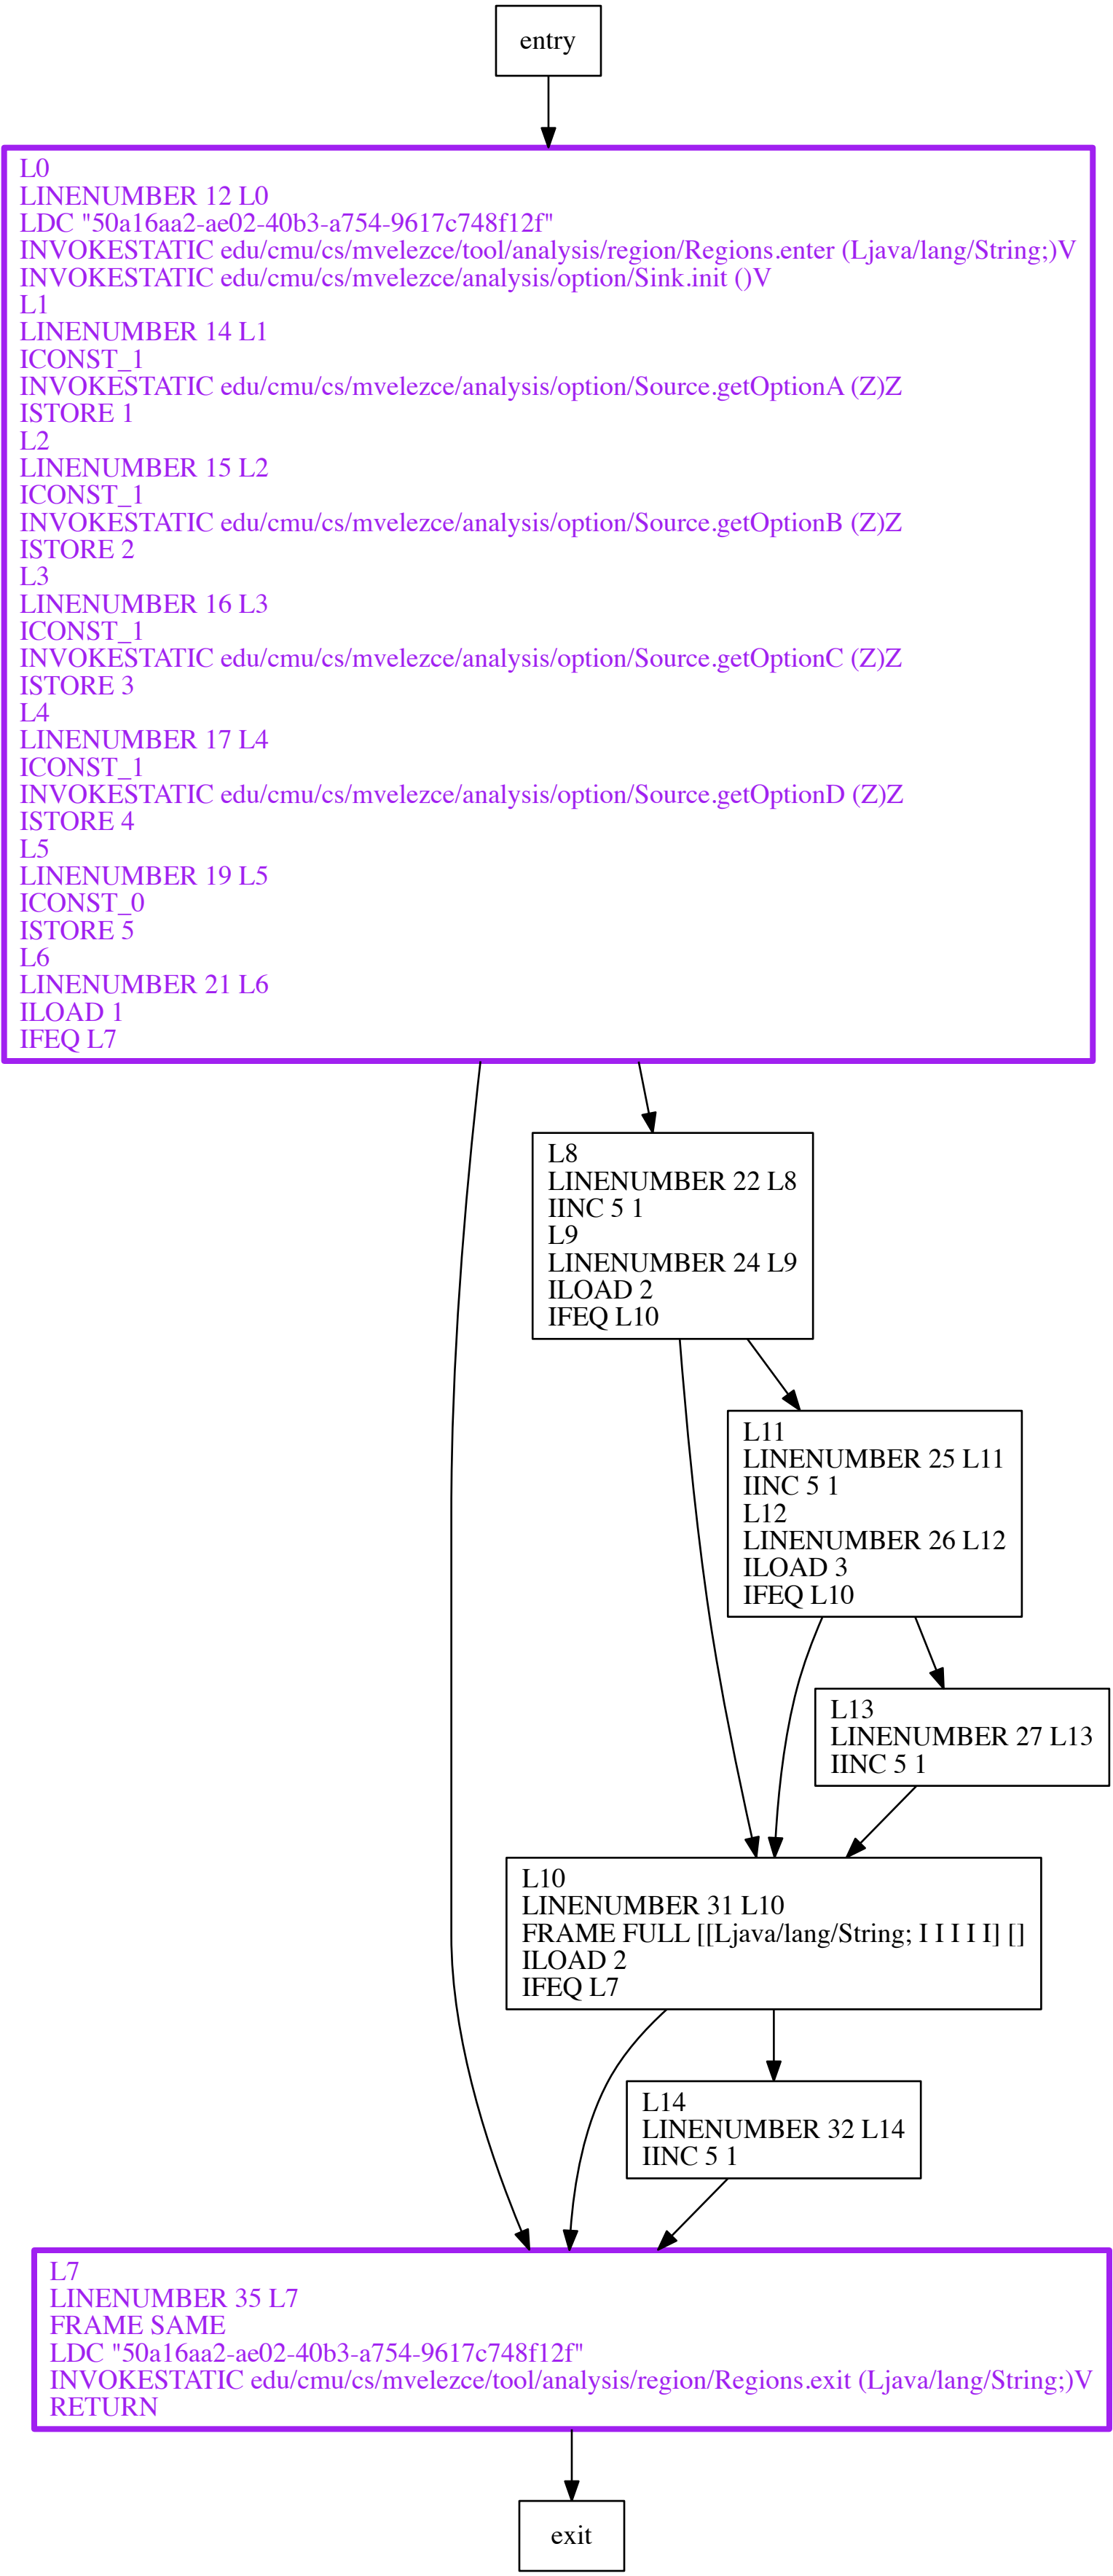 entry
L0
LINENUMBER 12 L0
LDC "50a16aa2-ae02-40b3-a754-9617c748f12f"
INVOKESTATIC edu/cmu/cs/mvelezce/tool/analysis/region/Regions.enter (Ljava/lang/String;)V
INVOKESTATIC edu/cmu/cs/mvelezce/analysis/option/Sink.init ()V
L1
LINENUMBER 14 L1
ICONST_1
INVOKESTATIC edu/cmu/cs/mvelezce/analysis/option/Source.getOptionA (Z)Z
ISTORE 1
L2
LINENUMBER 15 L2
ICONST_1
INVOKESTATIC edu/cmu/cs/mvelezce/analysis/option/Source.getOptionB (Z)Z
ISTORE 2
L3
LINENUMBER 16 L3
ICONST_1
INVOKESTATIC edu/cmu/cs/mvelezce/analysis/option/Source.getOptionC (Z)Z
ISTORE 3
L4
LINENUMBER 17 L4
ICONST_1
INVOKESTATIC edu/cmu/cs/mvelezce/analysis/option/Source.getOptionD (Z)Z
ISTORE 4
L5
LINENUMBER 19 L5
ICONST_0
ISTORE 5
L6
LINENUMBER 21 L6
ILOAD 1
IFEQ L7
L8
LINENUMBER 22 L8
IINC 5 1
L9
LINENUMBER 24 L9
ILOAD 2
IFEQ L10
L11
LINENUMBER 25 L11
IINC 5 1
L12
LINENUMBER 26 L12
ILOAD 3
IFEQ L10
L13
LINENUMBER 27 L13
IINC 5 1
L10
LINENUMBER 31 L10
FRAME FULL [[Ljava/lang/String; I I I I I] []
ILOAD 2
IFEQ L7
L14
LINENUMBER 32 L14
IINC 5 1
L7
LINENUMBER 35 L7
FRAME SAME
LDC "50a16aa2-ae02-40b3-a754-9617c748f12f"
INVOKESTATIC edu/cmu/cs/mvelezce/tool/analysis/region/Regions.exit (Ljava/lang/String;)V
RETURN
exit